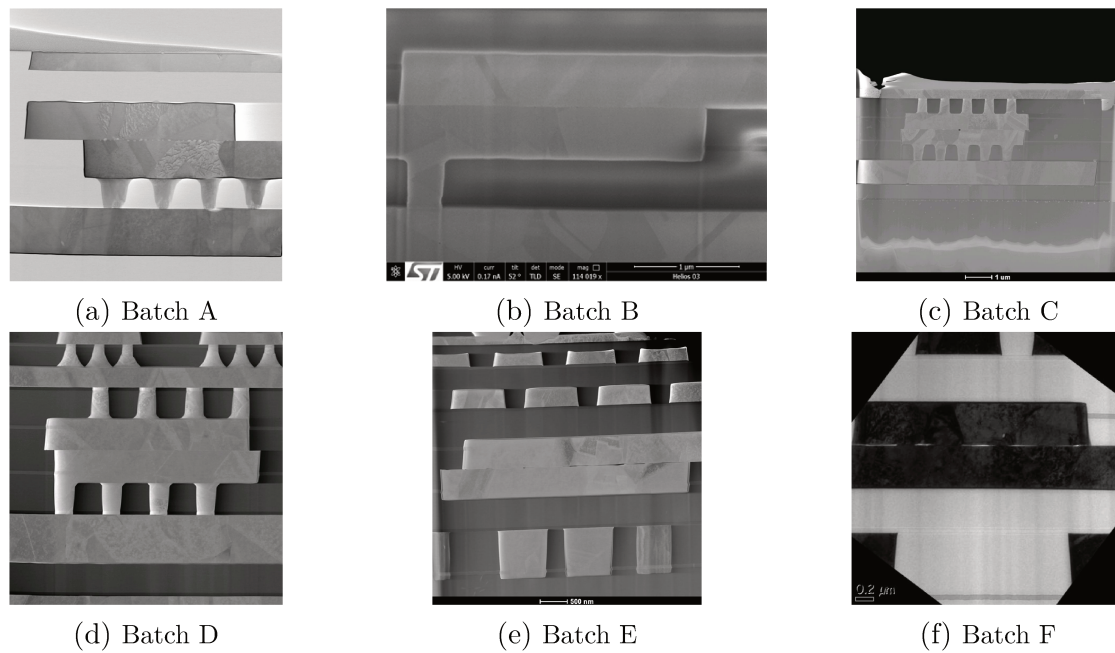 HV curr tilt det mode mag □ 1 μm
ST 5.00 kV 0.17 nA 52 ° TLD SE 114 019 x Helios 03
1 um
(a) Batch A (b) Batch B (c) Batch C
500 nm
0.2 μm
(d) Batch D (e) Batch E (f) Batch F